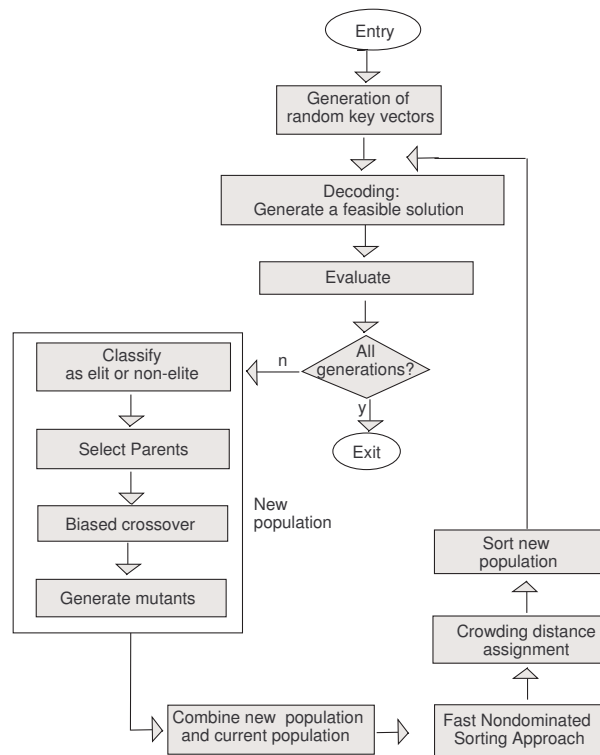 Entry
Generation of
random key vectors
Decoding:
Generate a feasible solution
Evaluate
All
generations?
n
y
Exit
Classify
as elit or non-elite
Select Parents
Biased crossover
Generate mutants
New
population
Combine new population
and current population
Fast Nondominated
Sorting Approach
Crowding distance
assignment
Sort new
population